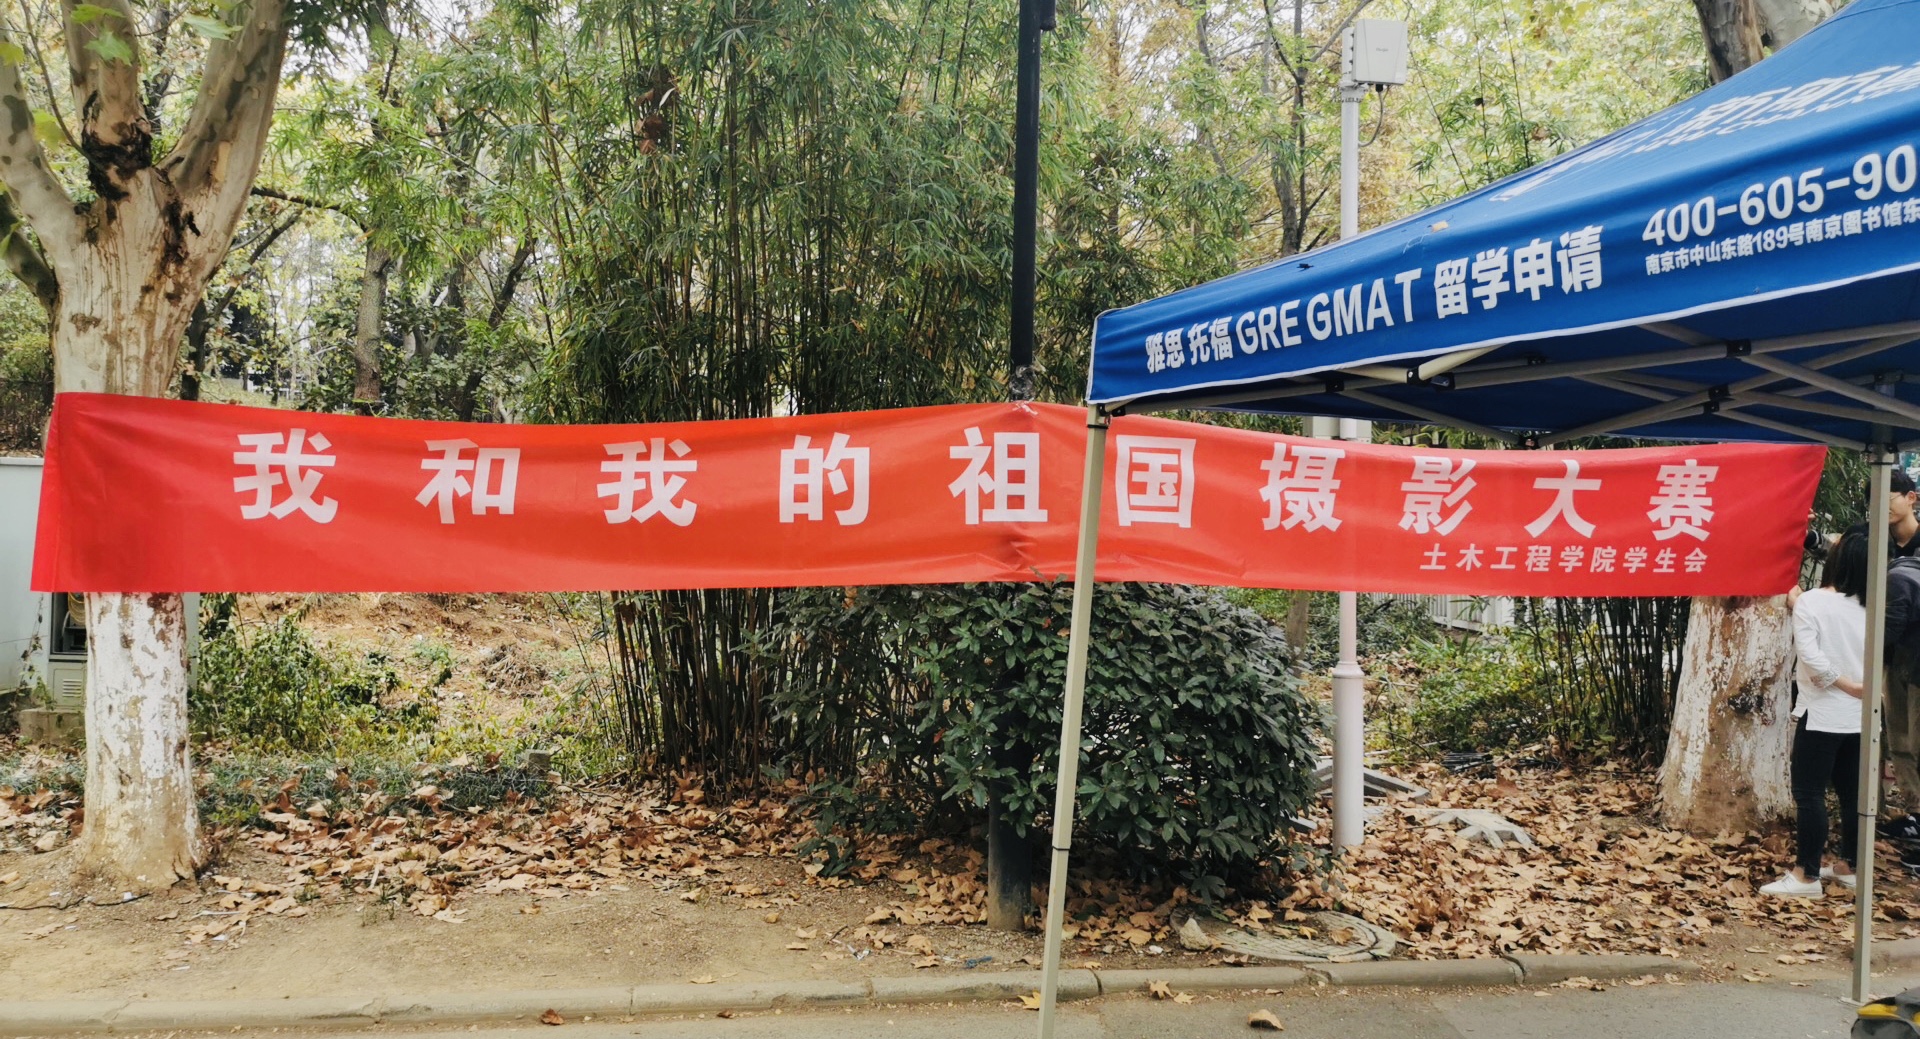 我和我的祖国摄影大赛
土木工程学院学生会
雅思 托福 GRE GMAT 留学申请
400-605-90
南京市中山东路189号南京图书馆东